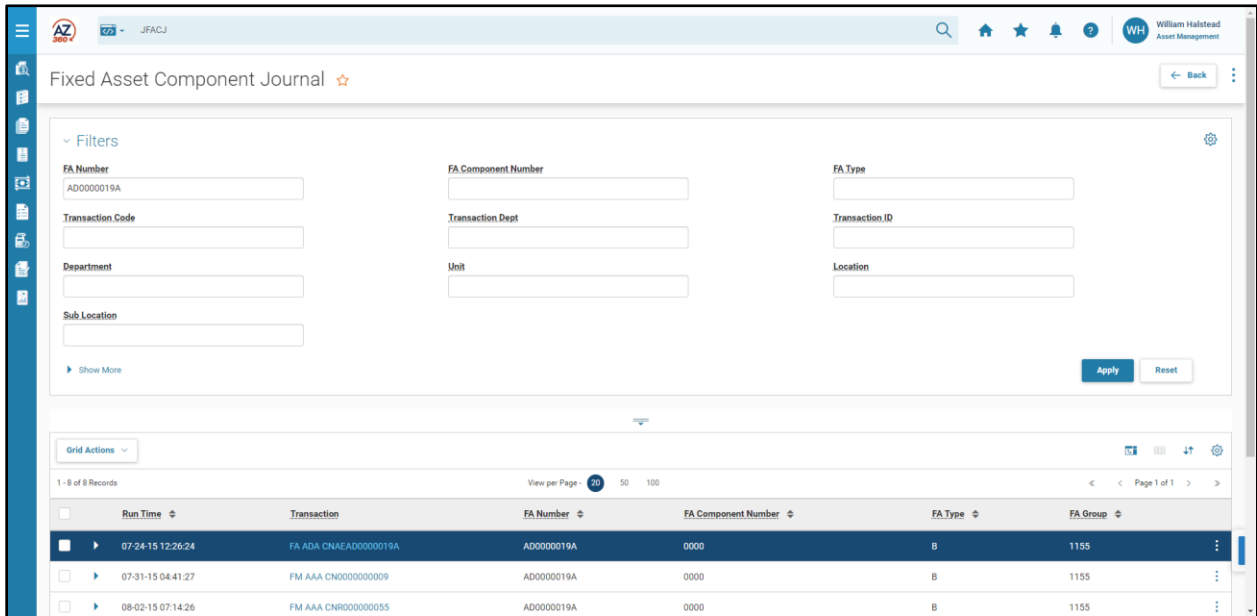 AZ
360
JFACJ
WH
William Halstead
Asset Management
Fixed Asset Component Journal
Back
Filters
FA Number
FA Component Number
FA Type
AD0000019A
Transaction Code
Transaction Dept
Transaction ID
Department
Unit
Location
Sub Location
Show More
Apply
Reset
Grid Actions
1 - 8 of 8 Records
View per Page - 20 50 100
Page 1 of 1
Run Time Transaction FA Number FA Component Number FA Type FA Group
07-24-15 12:26:24 FA ADA CNAEAD0000019A AD0000019A 0000 B 1155
07-31-15 04:41:27 FM AAA CN0000000009 AD0000019A 0000 B 1155
08-02-15 07:14:26 FM AAA CNR000000055 AD0000019A 0000 B 1155